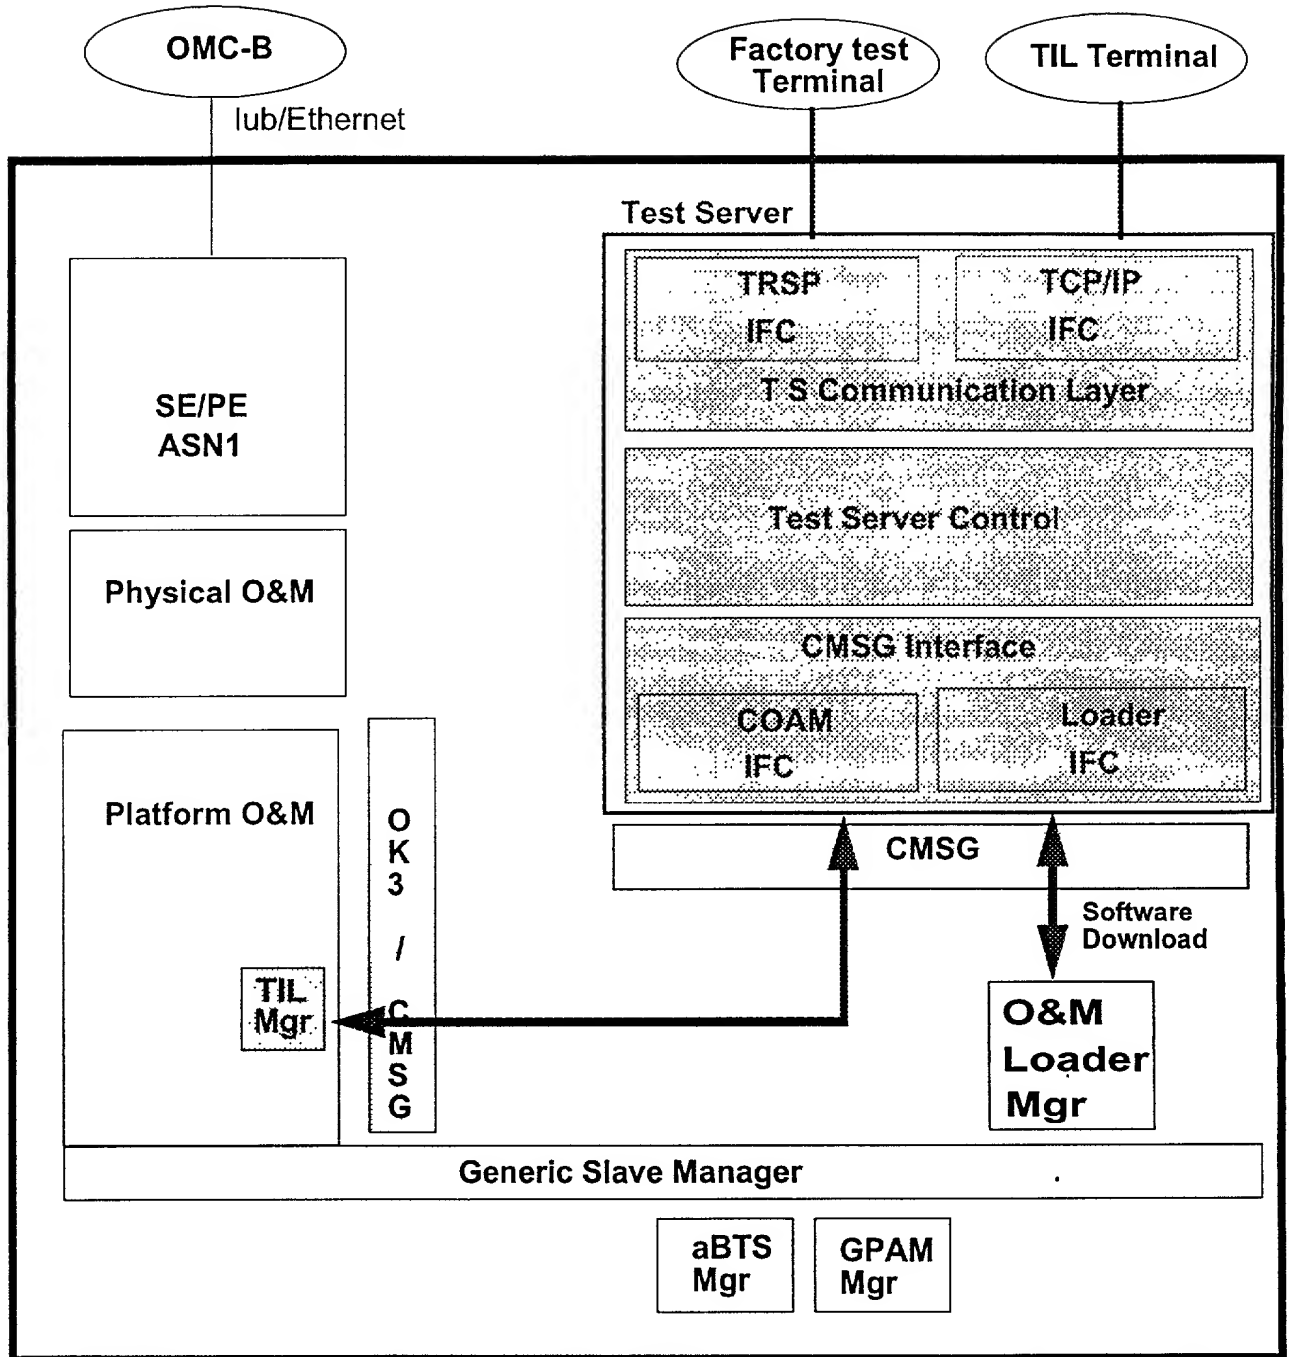 OMC-B
Factory test
Terminal
TIL Terminal
Iub/Ethernet
Test Server
TRSP
IFC
TCP/IP
IFC
T S Communication Layer
SE/PE
ASN1
Test Server Control
Physical O&M
CMSG Interface
COAM
IFC
Loader
IFC
Platform O&M
OK3 / CMSG
CMSG
Software
Download
TIL
Mgr
O&M
Loader
Mgr
Generic Slave Manager
aBTS
Mgr
GPAM
Mgr